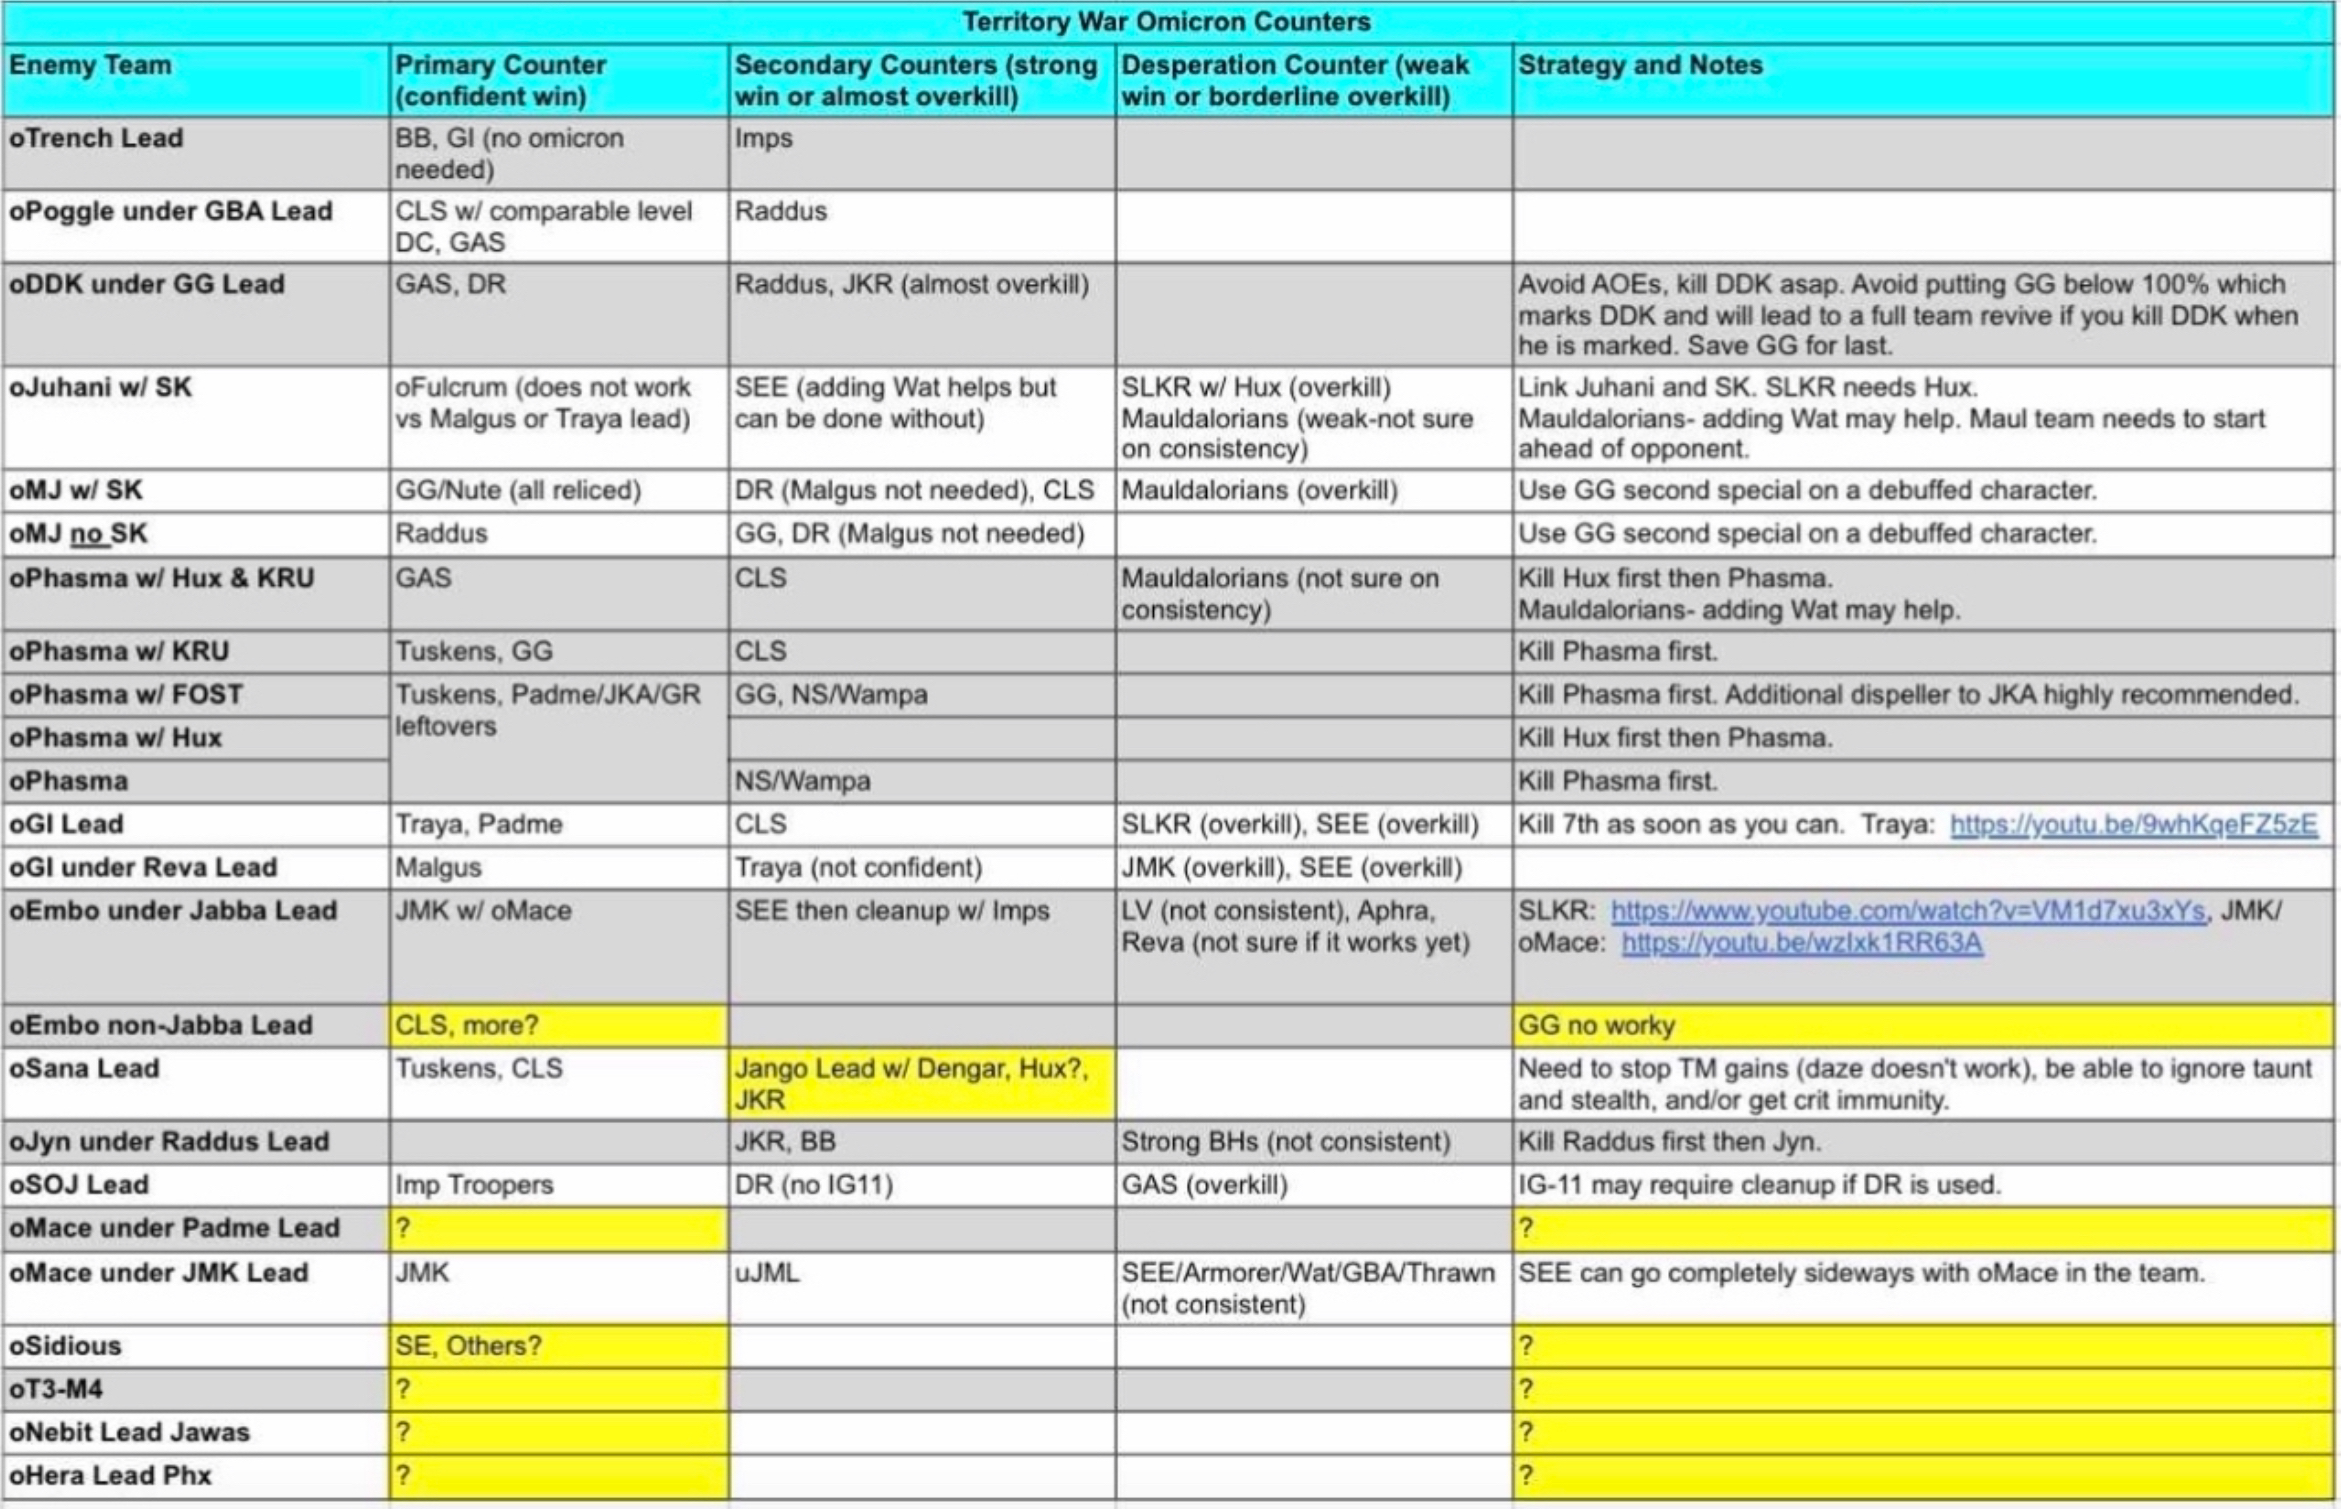 Territory War Omicron Counters
Enemy Team
Primary Counter
(confident win)
Secondary Counters (strong
win or almost overkill)
Desperation Counter (weak
win or borderline overkill)
Strategy and Notes
oTrench Lead
BB, GI (no omicron
needed)
Imps
oPoggle under GBA Lead
CLS w/ comparable level
DC, GAS
Raddus
oDDK under GG Lead
GAS, DR
Raddus, JKR (almost overkill)
Avoid AOEs, kill DDK asap. Avoid putting GG below 100% which
marks DDK and will lead to a full team revive if you kill DDK when
he is marked. Save GG for last.
oJuhani w/ SK
oFulcrum (does not work
vs Malgus or Traya lead)
SEE (adding Wat helps but
can be done without)
SLKR w/ Hux (overkill)
Mauldalorians (weak-not sure
on consistency)
Link Juhani and SK. SLKR needs Hux.
Mauldalorians- adding Wat may help. Maul team needs to start
ahead of opponent.
oMJ w/ SK
GG/Nute (all reliced)
DR (Malgus not needed), CLS
Mauldalorians (overkill)
Use GG second special on a debuffed character.
oMJ no SK
Raddus
GG, DR (Malgus not needed)
Use GG second special on a debuffed character.
oPhasma w/ Hux & KRU
GAS
CLS
Mauldalorians (not sure on
consistency)
Kill Hux first then Phasma.
Mauldalorians- adding Wat may help.
oPhasma w/ KRU
Tuskens, GG
CLS
Kill Phasma first.
oPhasma w/ FOST
Tuskens, Padme/JKA/GR
leftovers
GG, NS/Wampa
Kill Phasma first. Additional dispeller to JKA highly recommended.
oPhasma w/ Hux
Kill Hux first then Phasma.
oPhasma
NS/Wampa
Kill Phasma first.
oGI Lead
Traya, Padme
CLS
SLKR (overkill), SEE (overkill)
Kill 7th as soon as you can. Traya: https://youtu.be/9whKqeFZ5zE
oGI under Reva Lead
Malgus
Traya (not confident)
JMK (overkill), SEE (overkill)
oEmbo under Jabba Lead
JMK w/ oMace
SEE then cleanup w/ Imps
LV (not consistent), Aphra,
Reva (not sure if it works yet)
SLKR: https://www.youtube.com/watch?v=VM1d7xu3xYs, JMK/
oMace: https://youtu.be/wzIxk1RR63A
oEmbo non-Jabba Lead
CLS, more?
GG no worky
oSana Lead
Tuskens, CLS
Jango Lead w/ Dengar, Hux?,
JKR
Need to stop TM gains (daze doesn't work), be able to ignore taunt
and stealth, and/or get crit immunity.
oJyn under Raddus Lead
JKR, BB
Strong BHs (not consistent)
Kill Raddus first then Jyn.
oSOJ Lead
Imp Troopers
DR (no IG11)
GAS (overkill)
IG-11 may require cleanup if DR is used.
oMace under Padme Lead
?
?
oMace under JMK Lead
JMK
uJML
SEE/Armorer/Wat/GBA/Thrawn
(not consistent)
SEE can go completely sideways with oMace in the team.
oSidious
SE, Others?
?
oT3-M4
?
?
oNebit Lead Jawas
?
?
oHera Lead Phx
?
?